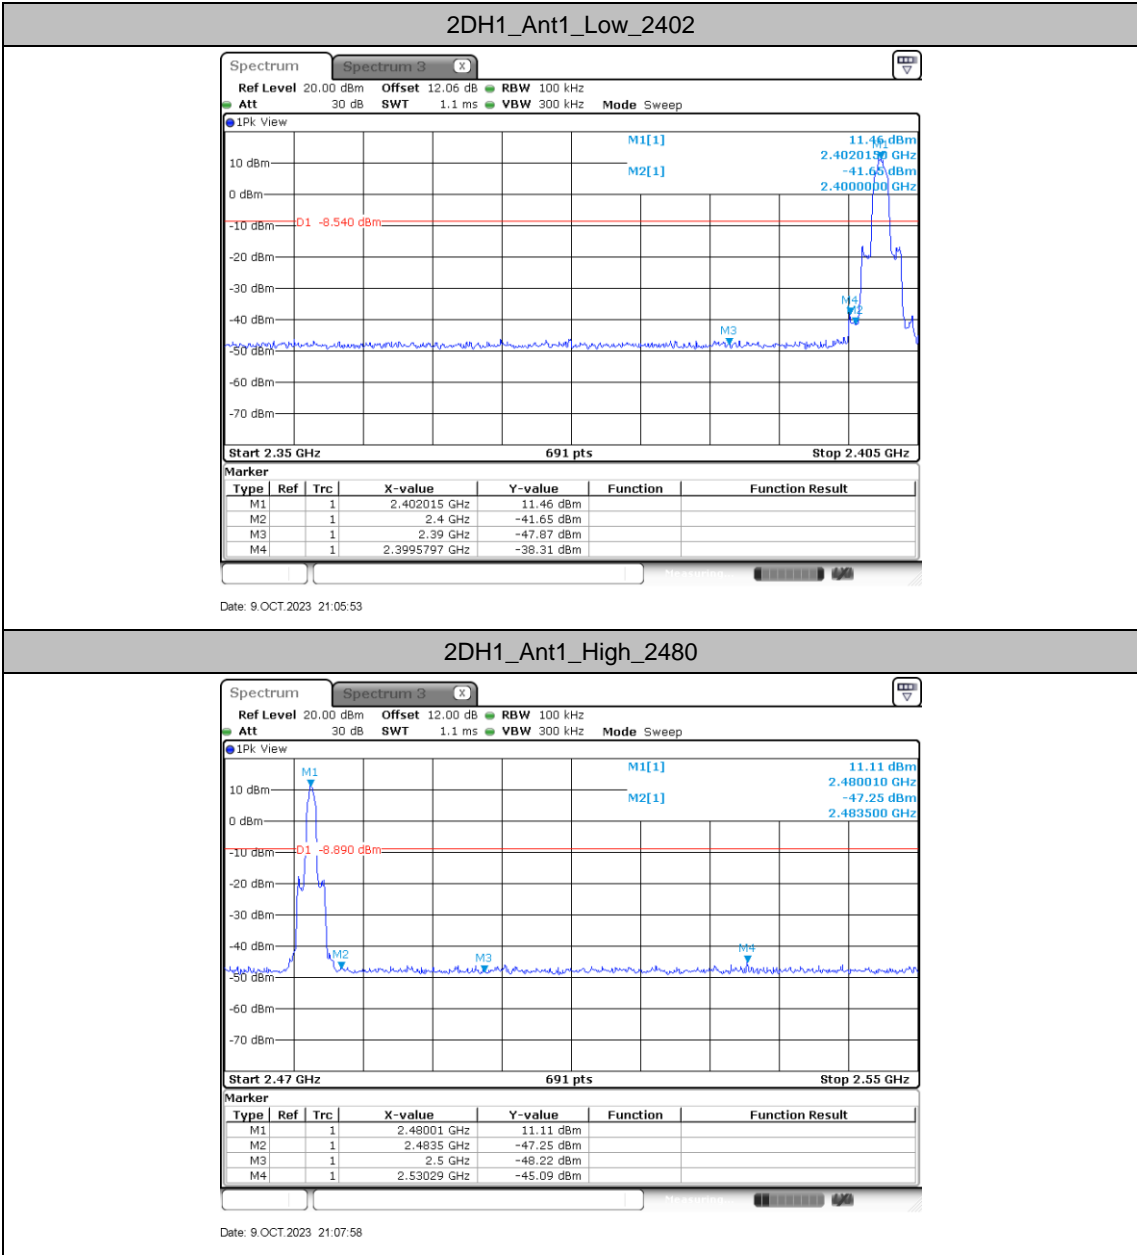 2DH1_Ant1_Low_2402
Spectrum Spectrum 3 X
Ref Level 20.00 dBm Offset 12.06 dB RBW 100 kHz
Att 30 dB SWT 1.1 ms VBW 300 kHz Mode Sweep
1Pk View
M1[1] 11.46 dBm
2.4020150 GHz
M2[1] -41.65 dBm
2.4000000 GHz
M1
10 dBm
0 dBm
D1 -8.540 dBm
-10 dBm
-20 dBm
-30 dBm
M4
M2
-40 dBm
M3
-50 dBm
-60 dBm
-70 dBm
Start 2.35 GHz 691 pts Stop 2.405 GHz
Marker
Type Ref Trc X-value Y-value Function Function Result
M1 1 2.402015 GHz 11.46 dBm
M2 1 2.4 GHz -41.65 dBm
M3 1 2.39 GHz -47.87 dBm
M4 1 2.3995797 GHz -38.31 dBm
Measuring...
Date: 9.OCT.2023 21:05:53
2DH1_Ant1_High_2480
Spectrum Spectrum 3 X
Ref Level 20.00 dBm Offset 12.00 dB RBW 100 kHz
Att 30 dB SWT 1.1 ms VBW 300 kHz Mode Sweep
1Pk View
M1[1] 11.11 dBm
2.480010 GHz
M2[1] -47.25 dBm
2.483500 GHz
M1
10 dBm
0 dBm
D1 -8.890 dBm
-10 dBm
-20 dBm
-30 dBm
-40 dBm
M2
M3
M4
-50 dBm
-60 dBm
-70 dBm
Start 2.47 GHz 691 pts Stop 2.55 GHz
Marker
Type Ref Trc X-value Y-value Function Function Result
M1 1 2.48001 GHz 11.11 dBm
M2 1 2.4835 GHz -47.25 dBm
M3 1 2.5 GHz -48.22 dBm
M4 1 2.53029 GHz -45.09 dBm
Measuring...
Date: 9.OCT.2023 21:07:58